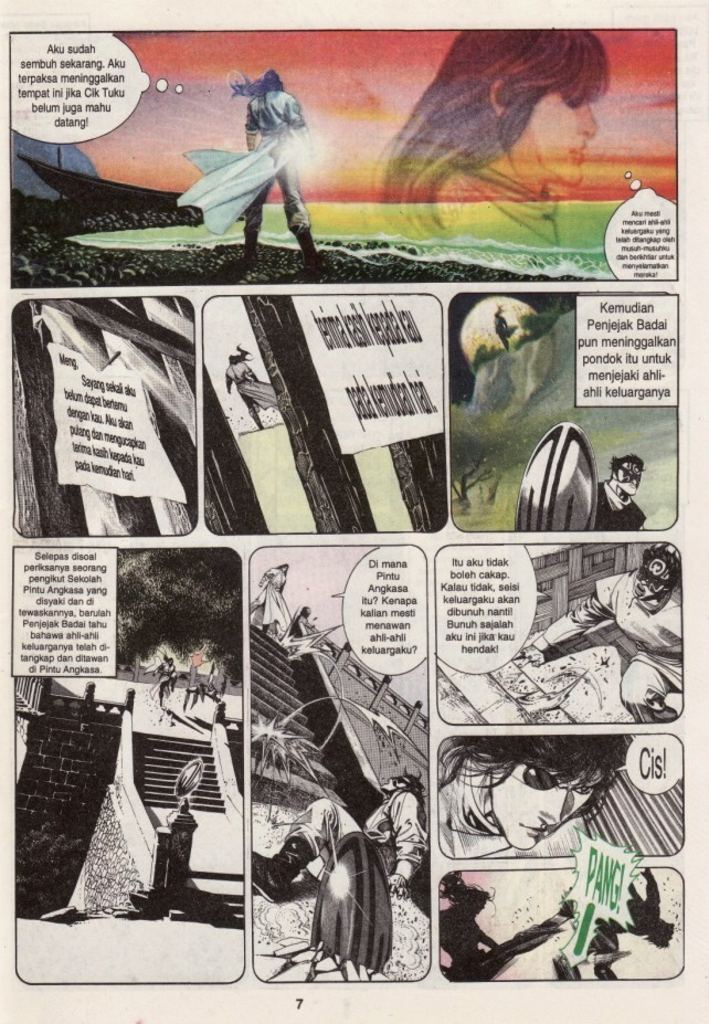 Aku sudah
sembuh sekarang. Aku
terpaksa meninggalkan
tempat ini jika Cik Tuku
belum juga mahu
datang!
Aku mesti
mencari ahli-ahli
keluargaku yang
telah ditangkap oleh
musuh-musuhku
dan berikhtiar untuk
menyelamatkan
mereka!
Meng,
Sayang sekali aku
belum dapat bertemu
dengan kau. Aku akan
pulang dan mengucapkan
terima kasih kepada kau
pada kemudian hari.
terima kasih kepada kau
pada kemudian hari.
Kemudian
Penjejak Badai
pun meninggalkan
pondok itu untuk
menjejaki ahli-
ahli keluarganya
Selepas disoal
periksanya seorang
pengikut Sekolah
Pintu Angkasa yang
disyaki dan di
tewaskannya, barulah
Penjejak Badai tahu
bahawa ahli-ahli
keluarganya telah di-
tangkap dan ditawan
di Pintu Angkasa.
Di mana
Pintu
Angkasa
itu? Kenapa
kalian mesti
menawan
ahli-ahli
keluargaku?
Itu aku tidak
boleh cakap.
Kalau tidak, seisi
keluargaku akan
dibunuh nanti!
Bunuh sajalah
aku ini jika kau
hendak!
Cis!
PANG!
7